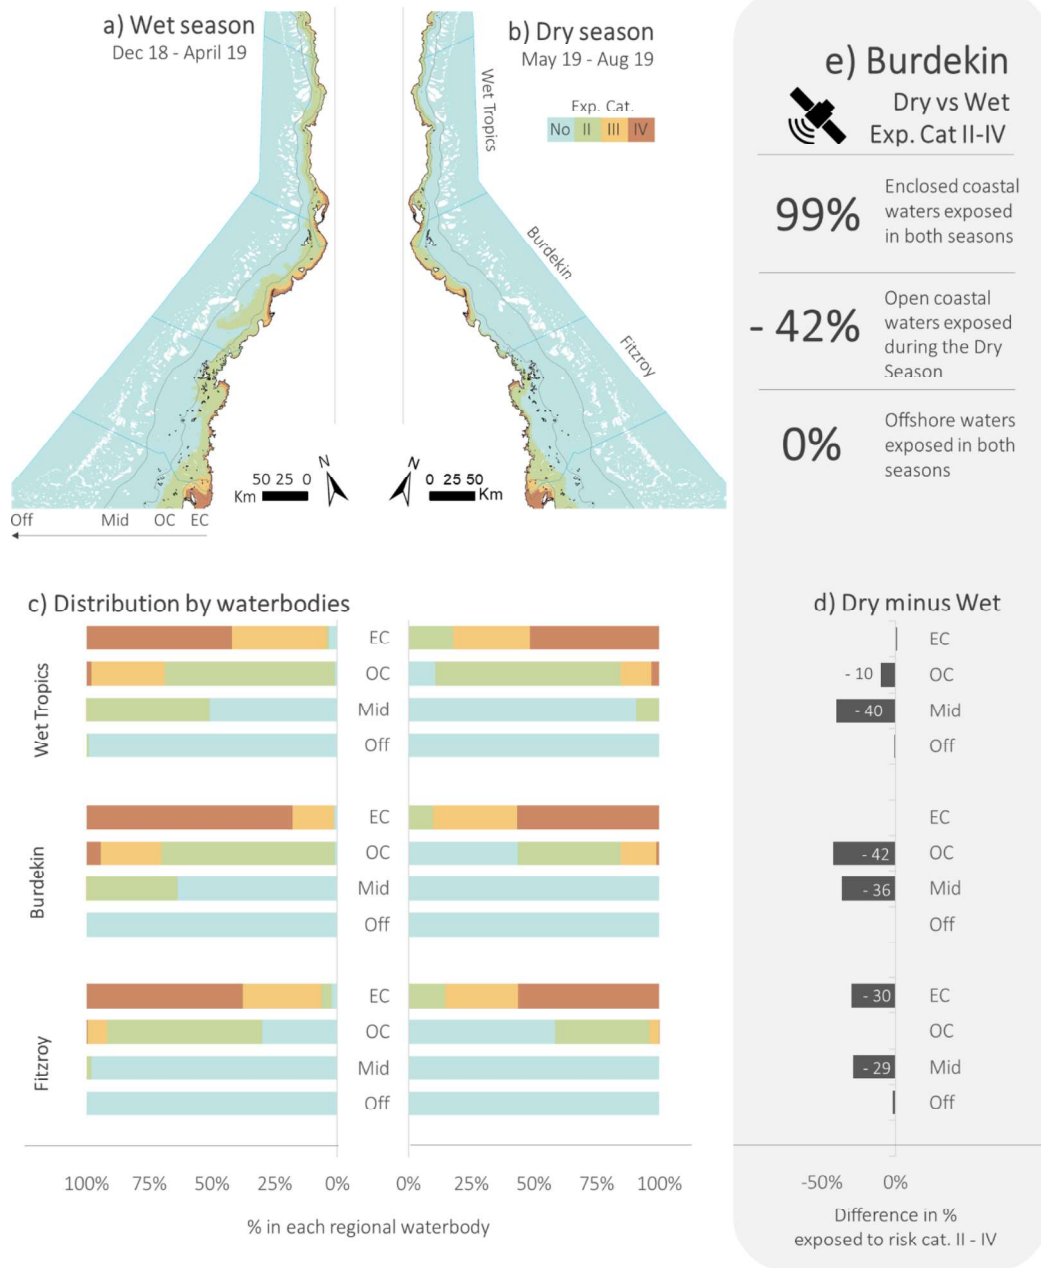 a) Wet season
Dec 18 - April 19
b) Dry season
May 19 - Aug 19
Exp. Cat.
No II III IV
Wet Tropics
Burdekin
Fitzroy
N
50 25 0
Km
N
0 25 50
Km
Off Mid OC EC
e) Burdekin
Dry vs Wet
Exp. Cat II-IV
99%
Enclosed coastal
waters exposed
in both seasons
- 42%
Open coastal
waters exposed
during the Dry
Season
0%
Offshore waters
exposed in both
seasons
c) Distribution by waterbodies
d) Dry minus Wet
Wet Tropics
EC
OC
Mid
Off
Burdekin
EC
OC
Mid
Off
Fitzroy
EC
OC
Mid
Off
100% 75% 50% 25% 0%
0% 25% 50% 75% 100%
% in each regional waterbody
EC
- 10 OC
- 40 Mid
Off
EC
- 42 OC
- 36 Mid
Off
- 30 EC
OC
- 29 Mid
Off
-50% 0%
Difference in %
exposed to risk cat. II - IV